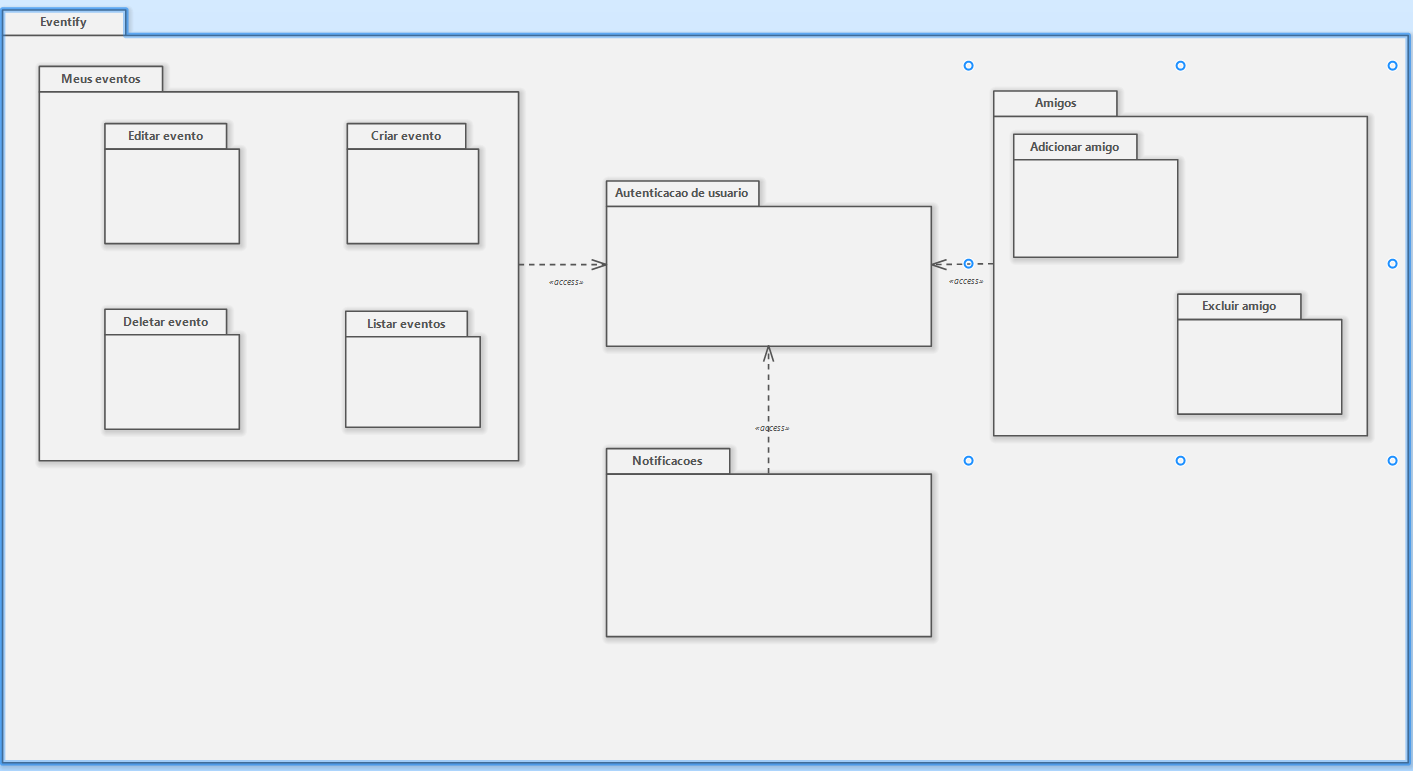 Eventify
Meus eventos
Editar evento
Criar evento
Deletar evento
Listar eventos
«access»
Autenticacao de usuario
«access»
Amigos
Adicionar amigo
Excluir amigo
«access»
Notificacoes